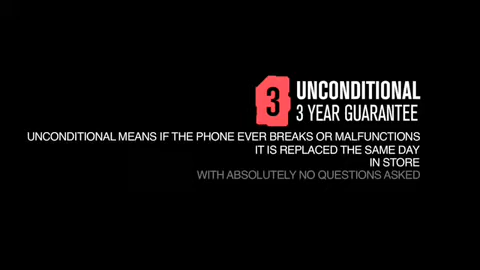 3
UNCONDITIONAL
3 YEAR GUARANTEE
UNCONDITIONAL MEANS IF THE PHONE EVER BREAKS OR MALFUNCTIONS
IT IS REPLACED THE SAME DAY
IN STORE
WITH ABSOLUTELY NO QUESTIONS ASKED